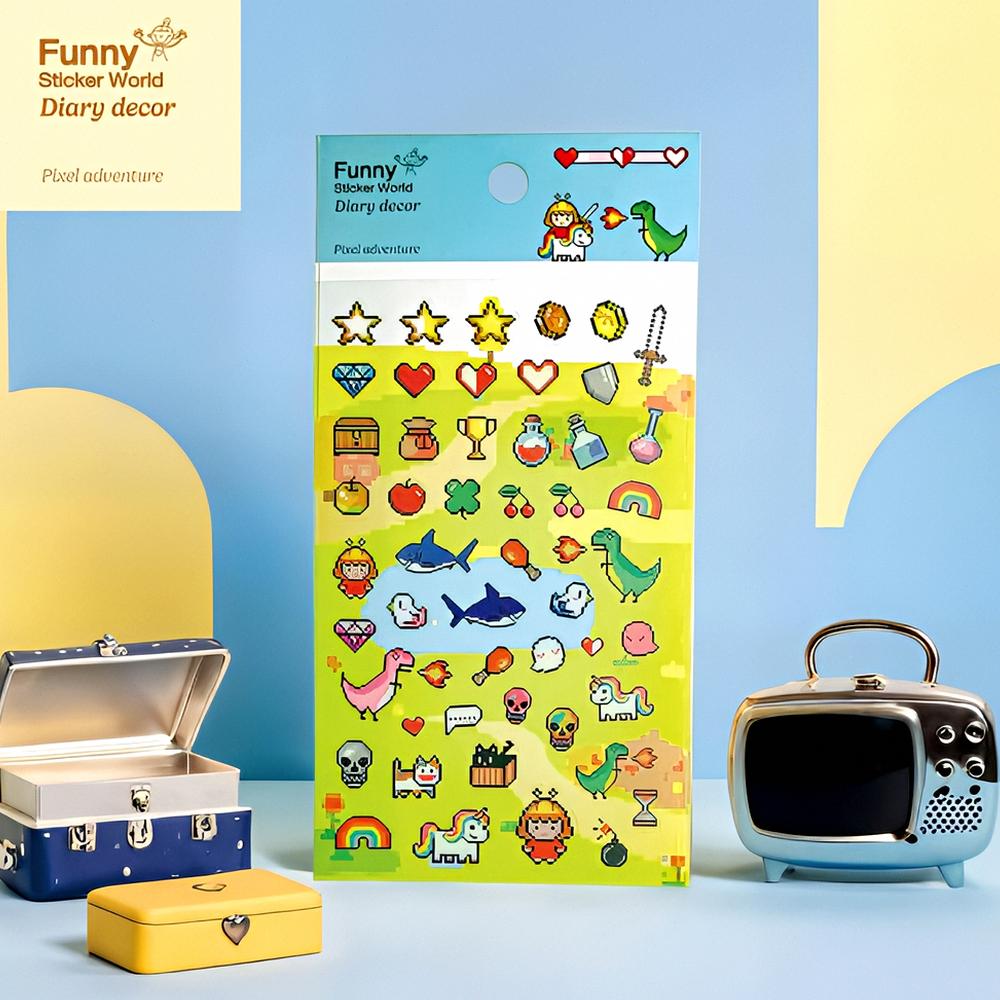 Funny
Sticker World
Diary decor
Pixel adventure
Funny
Sticker World
Diary decor
Pixel adventure